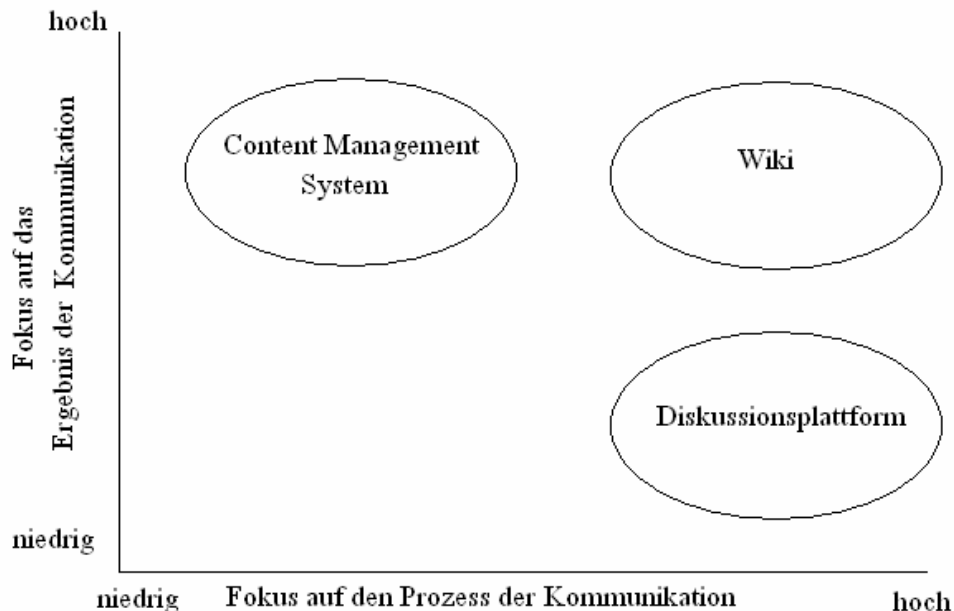 hoch
Fokus auf das
Ergebnis der Kommunikation
Content Management
System
Wiki
Diskussionsplattform
niedrig
niedrig
Fokus auf den Prozess der Kommunikation
hoch